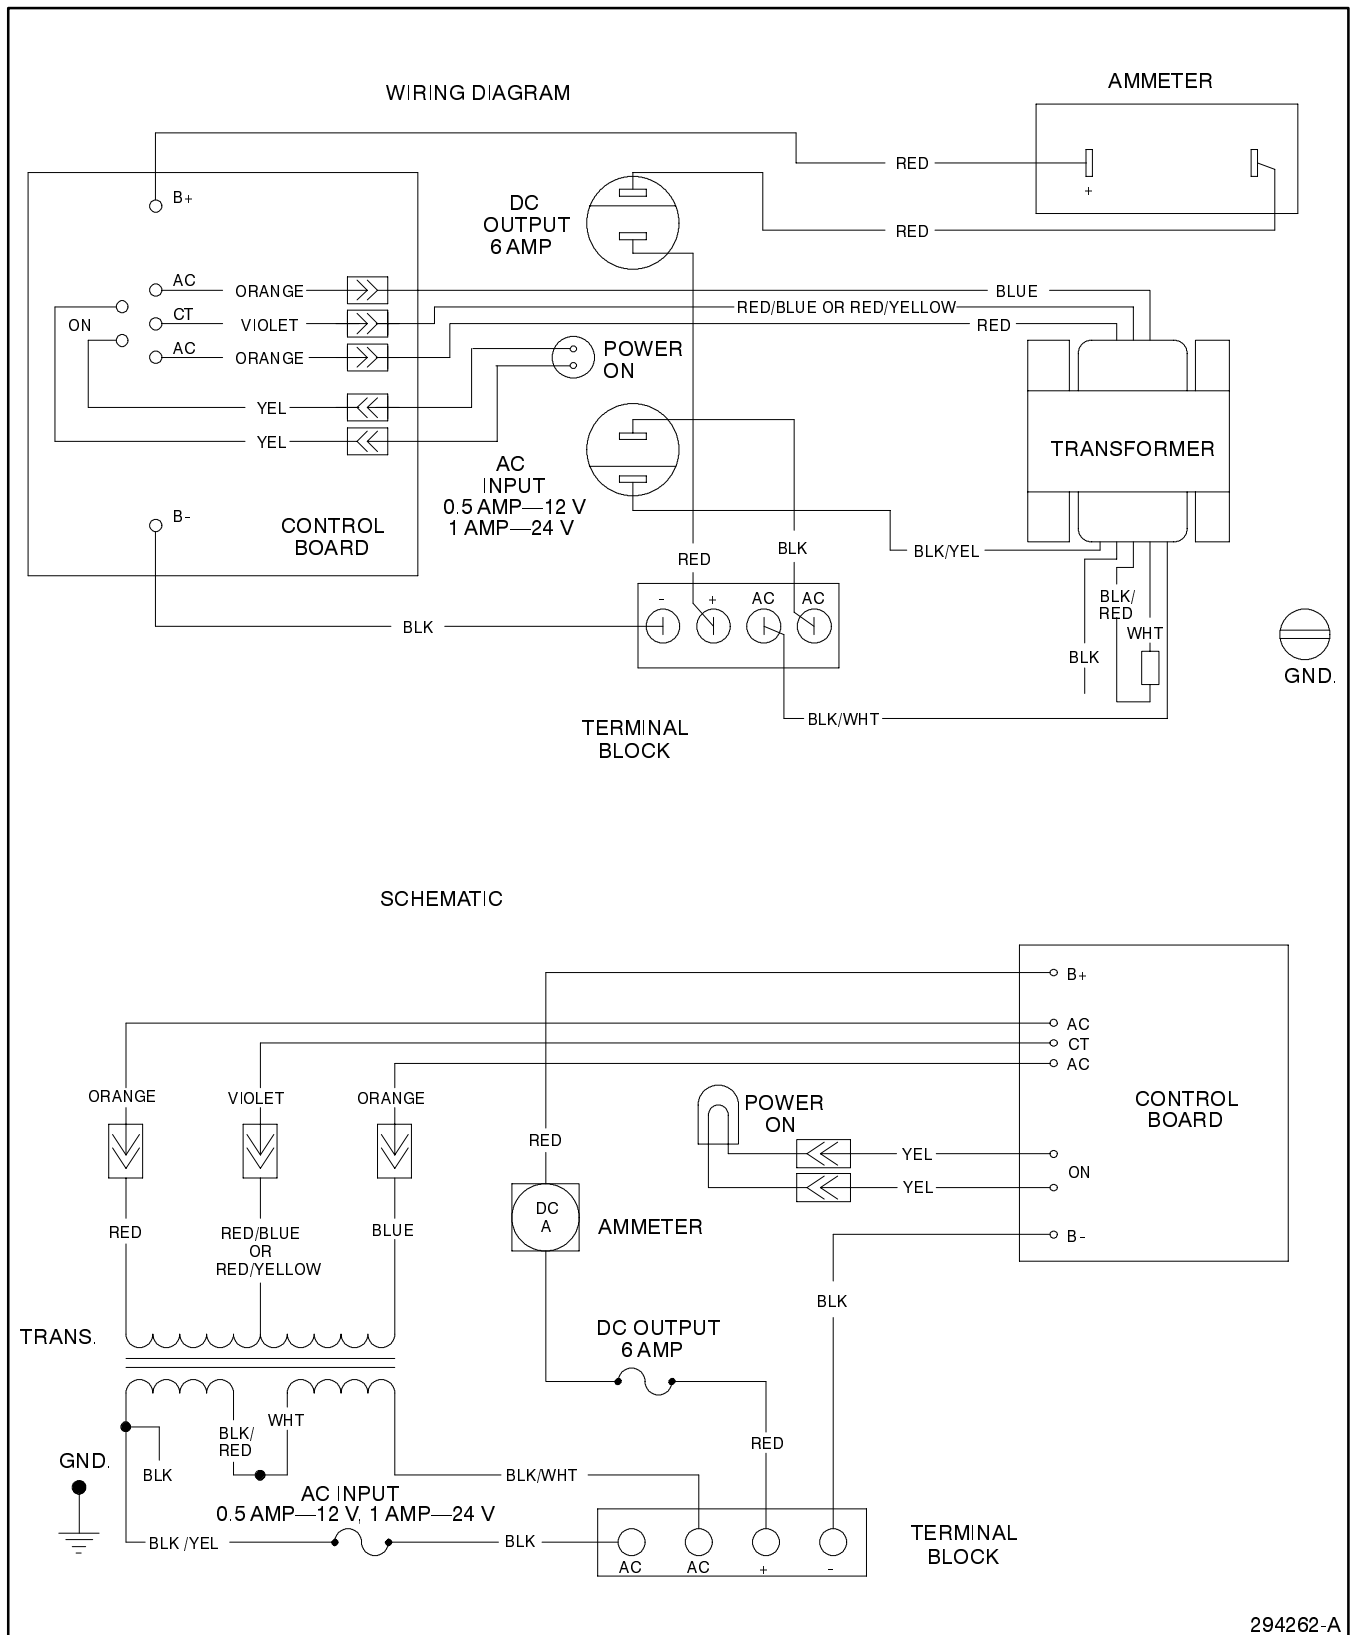 WIRING DIAGRAM
AMMETER
RED
+
B+
DC
OUTPUT
6 AMP
RED
AC
ORANGE
BLUE
CT
VIOLET
RED/BLUE OR RED/YELLOW
ON
RED
AC
ORANGE
POWER
ON
YEL
YEL
TRANSFORMER
AC
INPUT
0.5 AMP—12 V
1 AMP—24 V
B-
CONTROL
BOARD
RED
BLK
BLK/YEL
- + AC AC
BLK/
RED
WHT
BLK
BLK
GND.
BLK/WHT
TERMINAL
BLOCK
SCHEMATIC
B+
AC
CT
AC
ORANGE
VIOLET
ORANGE
POWER
ON
CONTROL
BOARD
RED
YEL
ON
YEL
DC
A
AMMETER
RED
RED/BLUE
OR
RED/YELLOW
BLUE
B-
BLK
TRANS.
DC OUTPUT
6 AMP
WHT
BLK/
RED
RED
GND.
BLK
BLK/WHT
AC INPUT
0.5 AMP—12 V, 1 AMP—24 V
BLK /YEL
BLK
AC AC + -
TERMINAL
BLOCK
294262-A